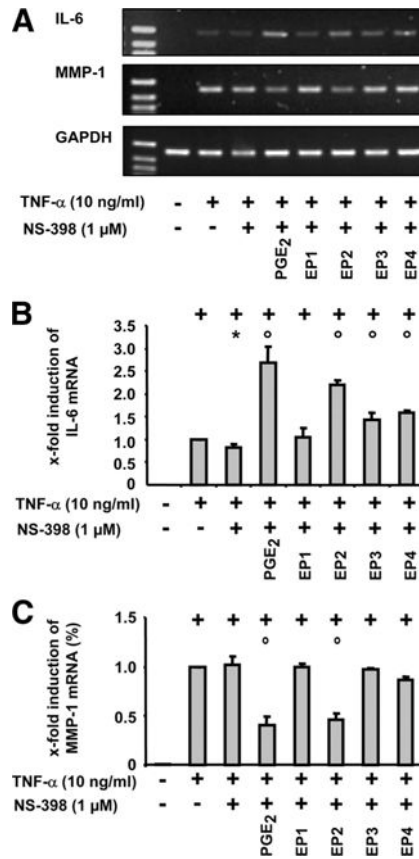 A
IL-6
MMP-1
GAPDH
TNF-α (10 ng/ml) - + + + + + + +
NS-398 (1 µM) - - + + + + + +
PGE2 EP1 EP2 EP3 EP4
B
+ + + + + + +
* ° ° ° °
x-fold induction of
IL-6 mRNA
3.5
3.0
2.5
2.0
1.5
1.0
0.0
TNF-α (10 ng/ml) - + + + + + + +
NS-398 (1 µM) - - + + + + + +
PGE2 EP1 EP2 EP3 EP4
C
1.5
+ + + + + + +
° °
x-fold induction of
MMP-1 mRNA (%)
1.0
0.5
0.0
TNF-α (10 ng/ml) - + + + + + + +
NS-398 (1 µM) - - + + + + + +
PGE2 EP1 EP2 EP3 EP4